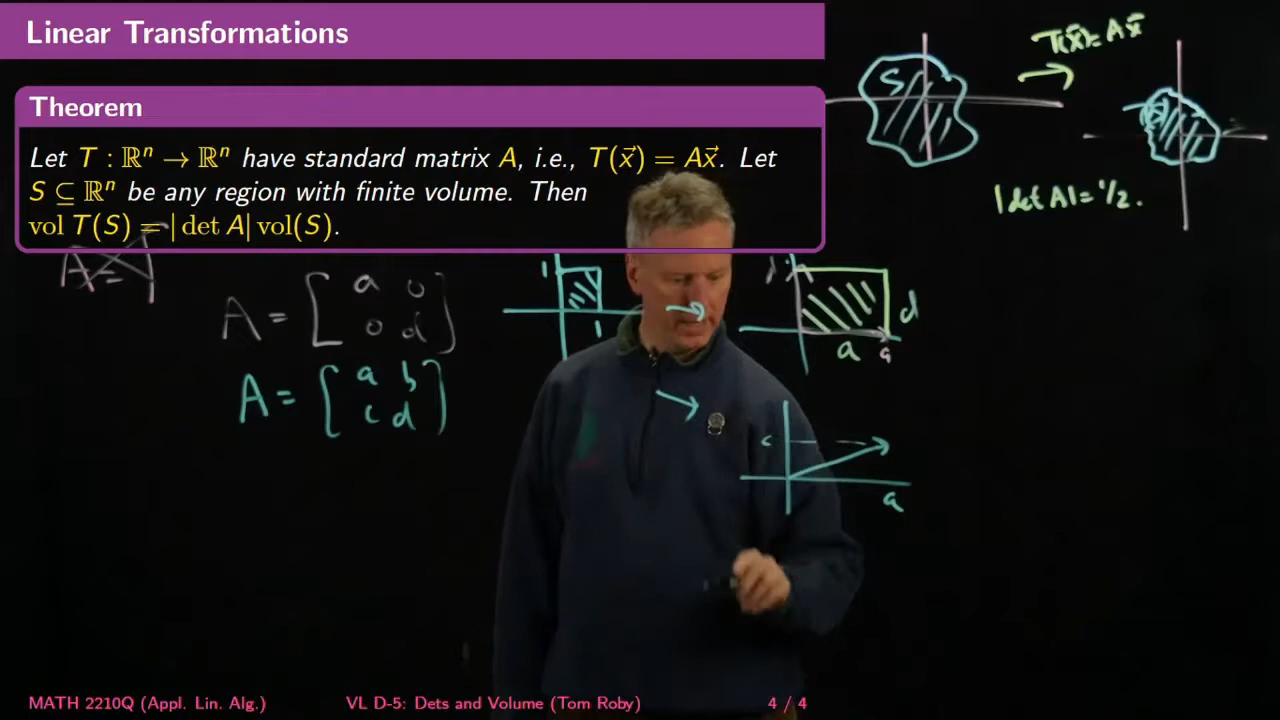 Linear Transformations
Theorem
Let T : ℝⁿ → ℝⁿ have standard matrix A, i.e., T(x⃗) = Ax⃗. Let
S ⊆ ℝⁿ be any region with finite volume. Then
vol T(S) = | det A| vol(S).
S
T(x⃗)=Ax⃗
|det A|=1/2.
A = [ a 0
0 d ]
1
1
d
a
a
A = [ a b
c d ]
c
a
MATH 2210Q (Appl. Lin. Alg.)
VL D-5: Dets and Volume (Tom Roby)
4 / 4